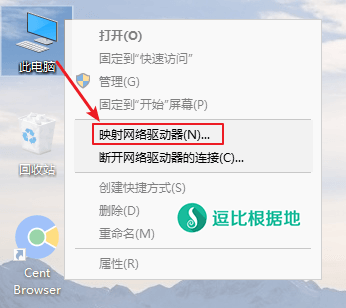 此电脑
回收站
Cent
Browser
打开(O)
固定到"快速访问"
管理(G)
固定到"开始"屏幕(P)
映射网络驱动器(N)...
断开网络驱动器的连接(C)...
创建快捷方式(S)
删除(D)
重命名(M)
属性(R)
逗比根据地